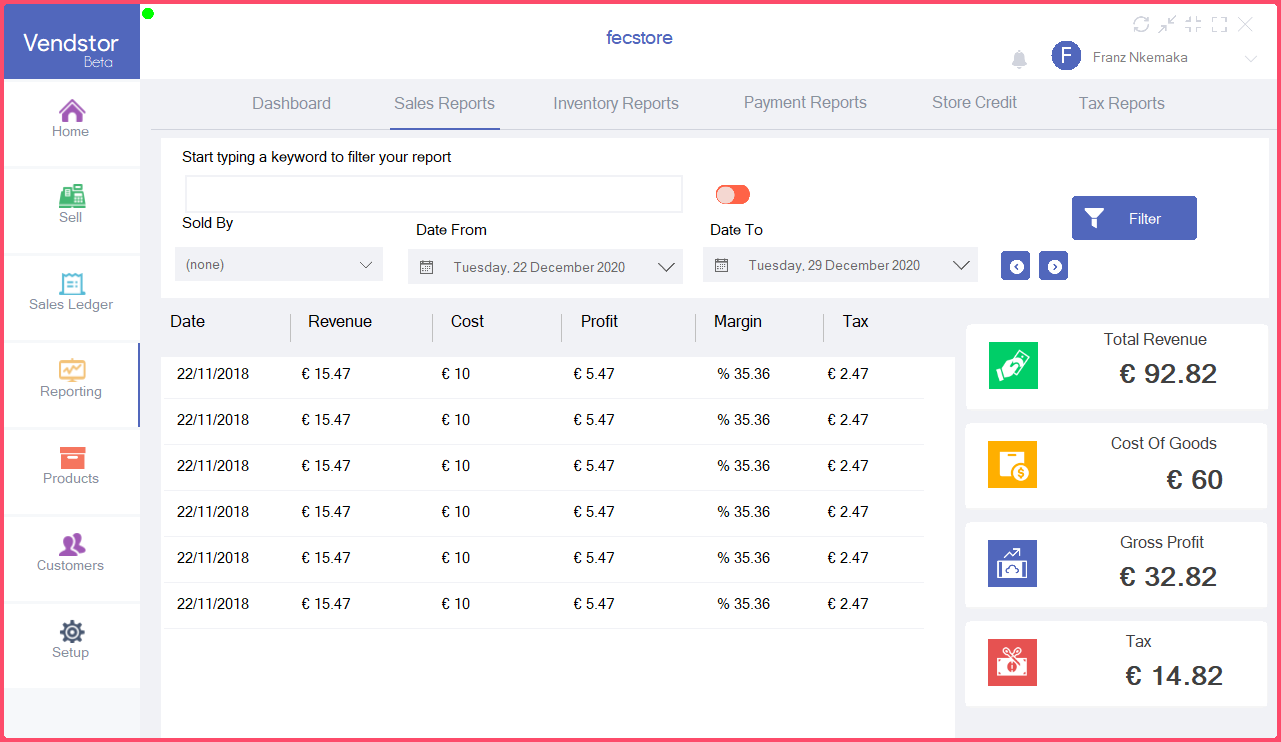 Vendstor
Beta
fecstore
F
Franz Nkemaka
Home
Sell
Sales Ledger
Reporting
Products
Customers
Setup
Dashboard
Sales Reports
Inventory Reports
Payment Reports
Store Credit
Tax Reports
Start typing a keyword to filter your report
Sold By
Date From
Date To
(none)
Tuesday, 22 December 2020
Tuesday, 29 December 2020
Filter
Date Revenue Cost Profit Margin Tax
22/11/2018 € 15.47 € 10 € 5.47 % 35.36 € 2.47
22/11/2018 € 15.47 € 10 € 5.47 % 35.36 € 2.47
22/11/2018 € 15.47 € 10 € 5.47 % 35.36 € 2.47
22/11/2018 € 15.47 € 10 € 5.47 % 35.36 € 2.47
22/11/2018 € 15.47 € 10 € 5.47 % 35.36 € 2.47
22/11/2018 € 15.47 € 10 € 5.47 % 35.36 € 2.47
Total Revenue
€ 92.82
Cost Of Goods
€ 60
Gross Profit
€ 32.82
Tax
€ 14.82